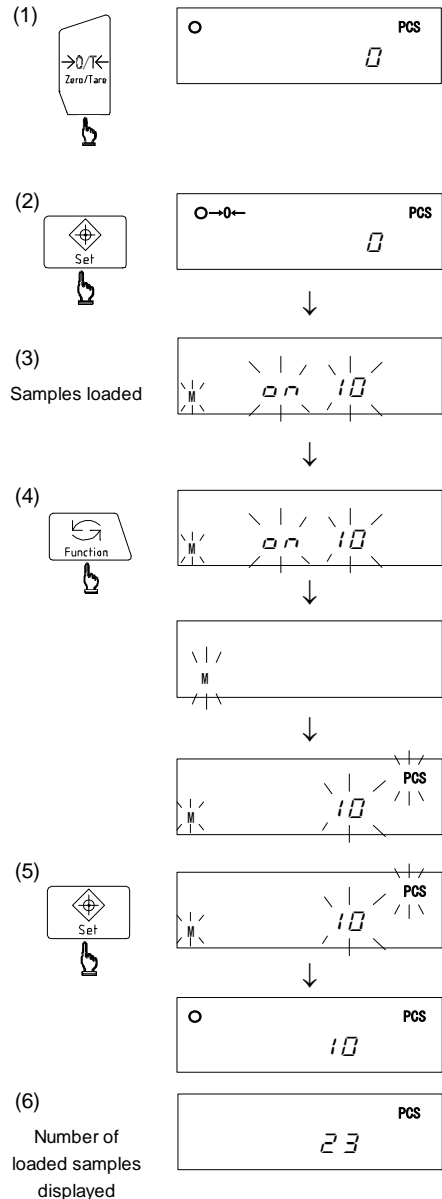 (1)
→0/T←
Zero/Tare
O PCS
0
(2)
Set
O→0← PCS
0
↓
(3)
Samples loaded
M on 10
↓
(4)
Function
M on 10
↓
M
↓
PCS
M 10
(5)
Set
PCS
M 10
↓
O PCS
10
(6)
Number of
loaded samples
displayed
PCS
23